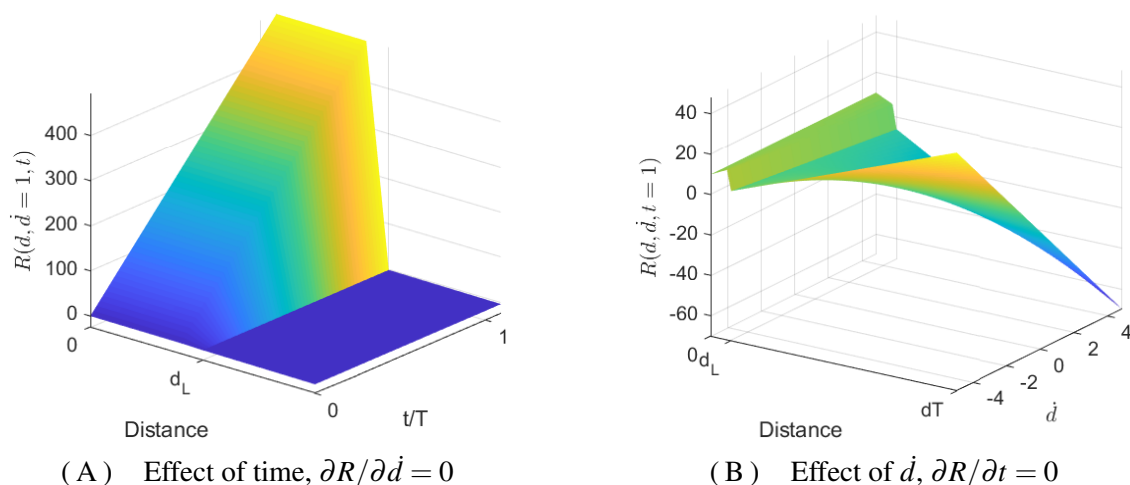 400
300
200
100
0
R(d, ḋ = 1, t)
0
d_L
Distance
0
1
t/T
40
20
0
-20
-40
-60
R(d, ḋ, t = 1)
0 d_L
dT
Distance
-4
-2
0
2
4
ḋ
( A ) Effect of time, ∂R/∂ḋ = 0
( B ) Effect of ḋ, ∂R/∂t = 0